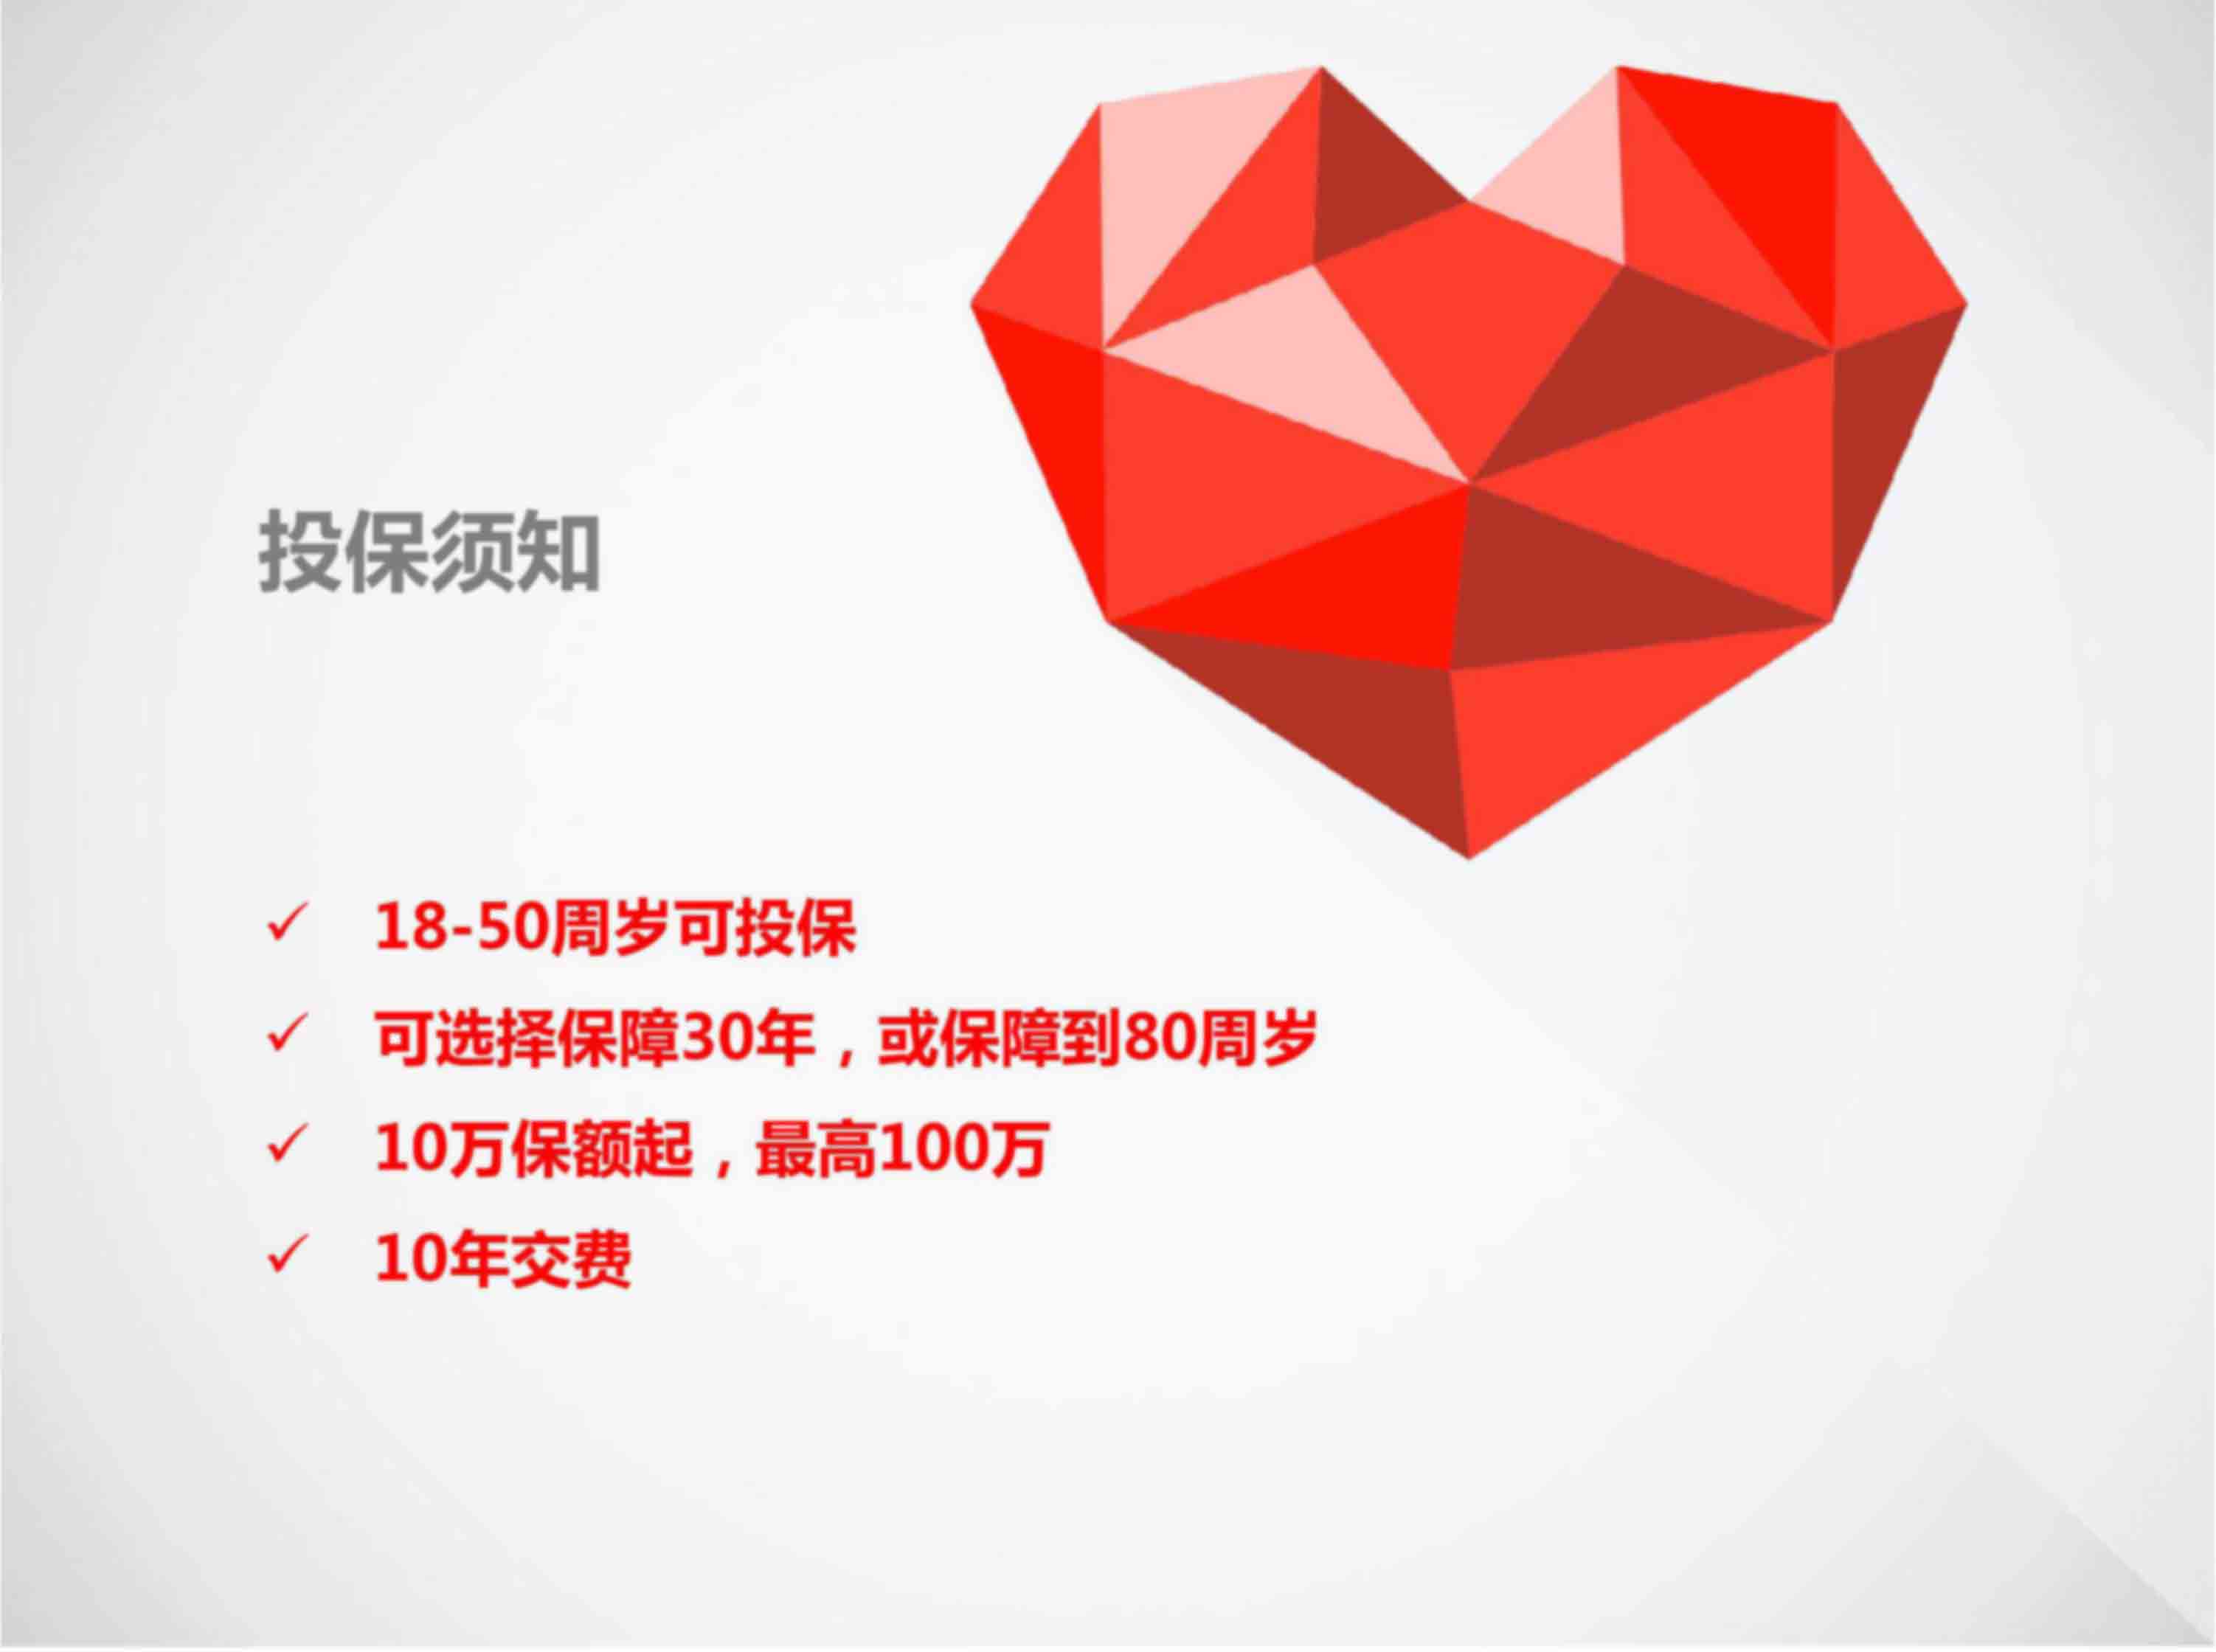 投保须知
✓ 18-50周岁可投保
✓ 可选择保障30年，或保障到80周岁
✓ 10万保额起，最高100万
✓ 10年交费